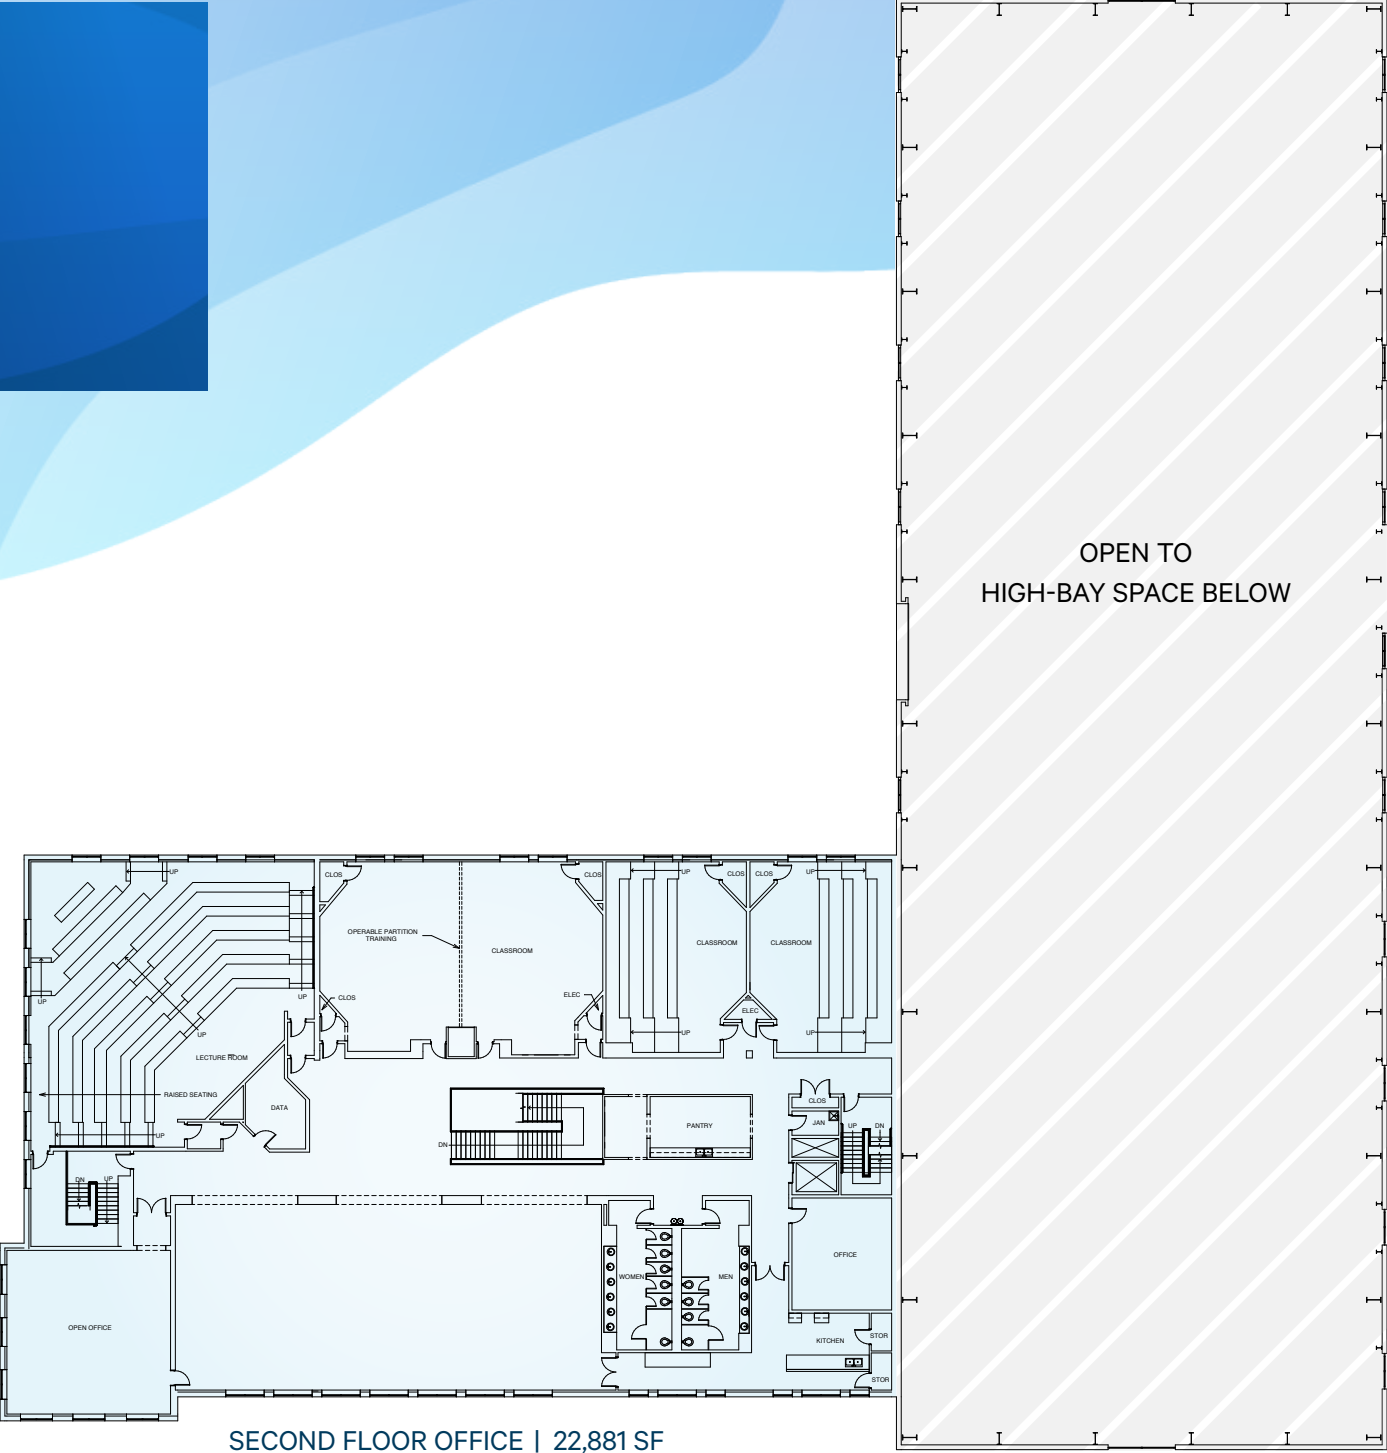 OPEN TO
HIGH-BAY SPACE BELOW
UP
CLOS
CLOS
UP
CLOS
CLOS
UP
OPERABLE PARTITION
TRAINING
CLASSROOM
CLASSROOM
CLASSROOM
UP
UP
CLOS
ELEC
ELEC
UP
UP
UP
LECTURE ROOM
RAISED SEATING
DATA
CLOS
JAN
PANTRY
UP
DN
UP
DN
DN
UP
OFFICE
WOMEN
MEN
OPEN OFFICE
KITCHEN
STOR
STOR
SECOND FLOOR OFFICE | 22,881 SF